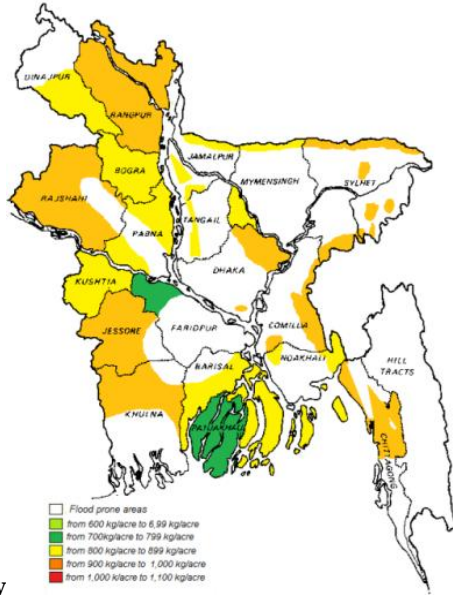 DINAJPUR
RANGPUR
BOGRA
JAMALPUR
MYMENSINGH
SYLHET
RAJSHAHI
PABNA
TANGAIL
DHAKA
KUSHTIA
JESSORE
FARIDPUR
COMILLA
NOAKHALI
HILL
TRACTS
BARISAL
KHULNA
PATUAKHALI
CHITTAGONG
Flood prone areas
from 600 kg/acre to 6,99 kg/acre
from 700kg/acre to 799 kg/acre
from 800 kg/acre to 899 kg/acre
from 900 kg/acre to 1,000 kg/acre
from 1,000 k/acre to 1,100 kg/acre
y